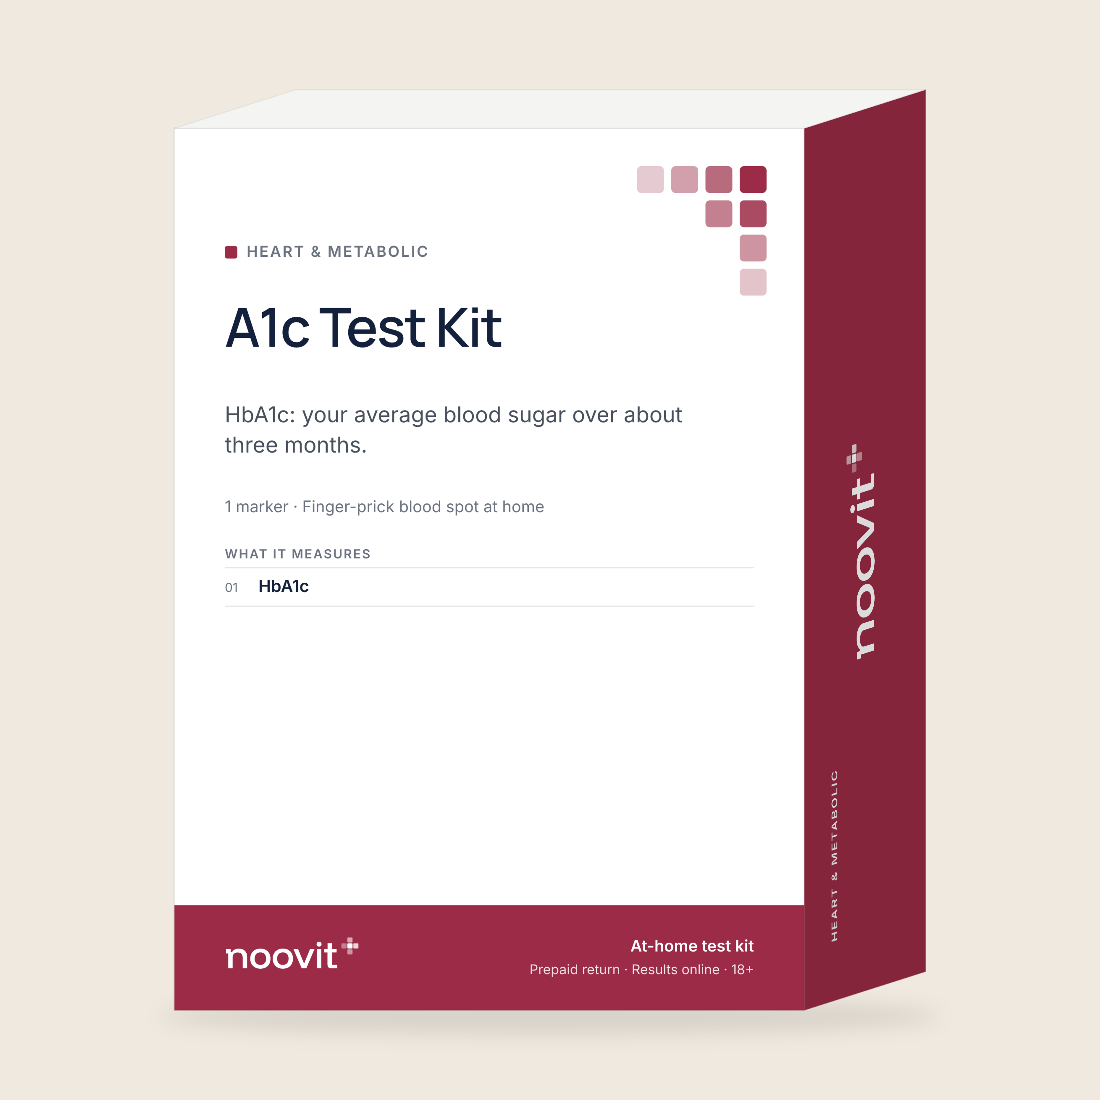 HEART & METABOLIC
A1c Test Kit
HbA1c: your average blood sugar over about
three months.
1 marker · Finger-prick blood spot at home
WHAT IT MEASURES
01 HbA1c
noovit
At-home test kit
Prepaid return · Results online · 18+
noovit
HEART & METABOLIC